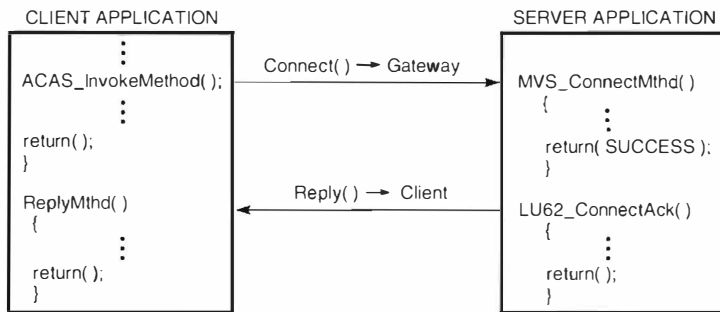 CLIENT APPLICATION
ACAS_InvokeMethod( );
return( );
}
ReplyMthd( )
{
return( );
}
Connect( ) → Gateway
Reply( ) → Client
SERVER APPLICATION
MVS_ConnectMthd( )
{
return( SUCCESS );
}
LU62_ConnectAck( )
{
return( );
}